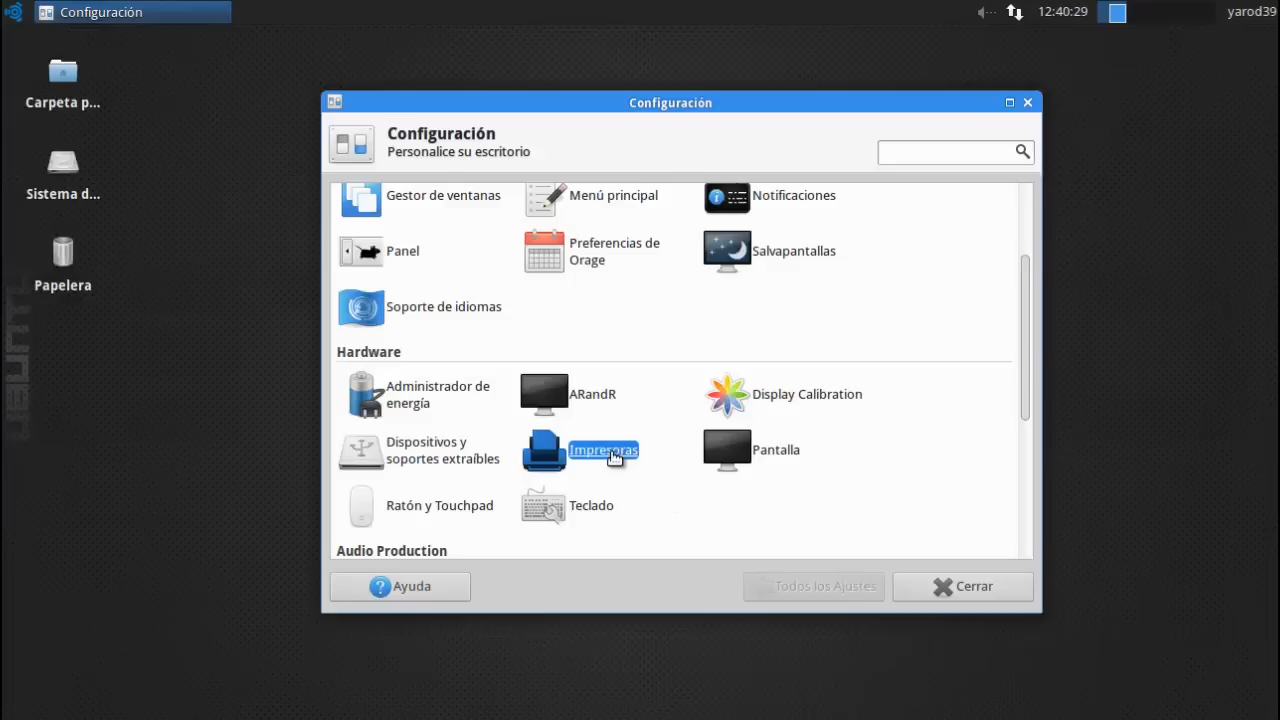 Configuración
12:40:29
yarod39
Carpeta p...
Sistema d...
Papelera
Configuración
Configuración
Personalice su escritorio
Gestor de ventanas
Menú principal
Notificaciones
Panel
Preferencias de
Orage
Salvapantallas
Soporte de idiomas
Hardware
Administrador de
energía
ARandR
Display Calibration
Dispositivos y
soportes extraíbles
Impresoras
Pantalla
Ratón y Touchpad
Teclado
Audio Production
Ayuda
Todos los Ajustes
Cerrar